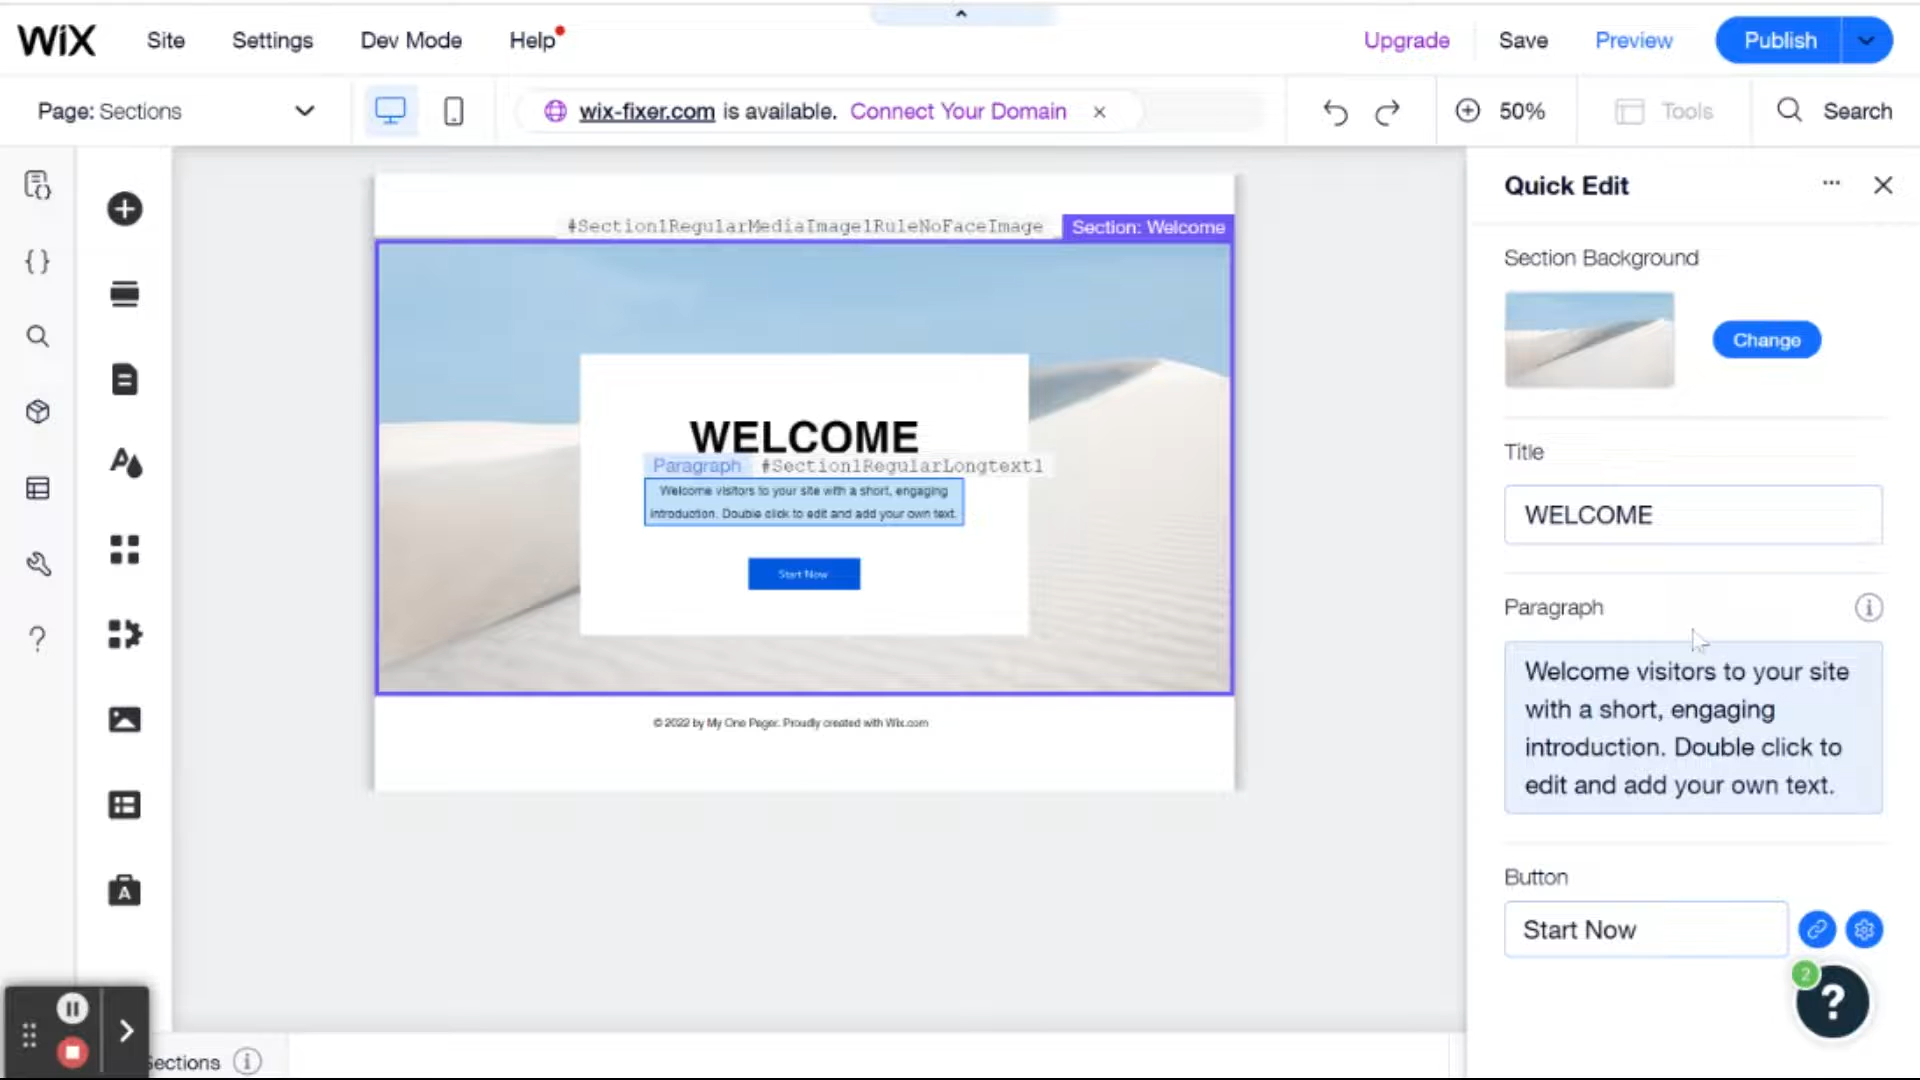 WiX Site Settings Dev Mode Help Upgrade Save Preview Publish
Page: Sections wix-fixer.com is available. Connect Your Domain 50% Tools Search
Quick Edit
#Section1RegularMediaImage1RuleNoFaceImage Section: Welcome
WELCOME
Paragraph #Section1RegularLongtext1
Welcome visitors to your site with a short, engaging
introduction. Double click to edit and add your own text.
Start Now
© 2022 by My One Pager. Proudly created with Wix.com
Section Background
Change
Title
WELCOME
Paragraph
Welcome visitors to your site
with a short, engaging
introduction. Double click to
edit and add your own text.
Button
Start Now
2
?
ections